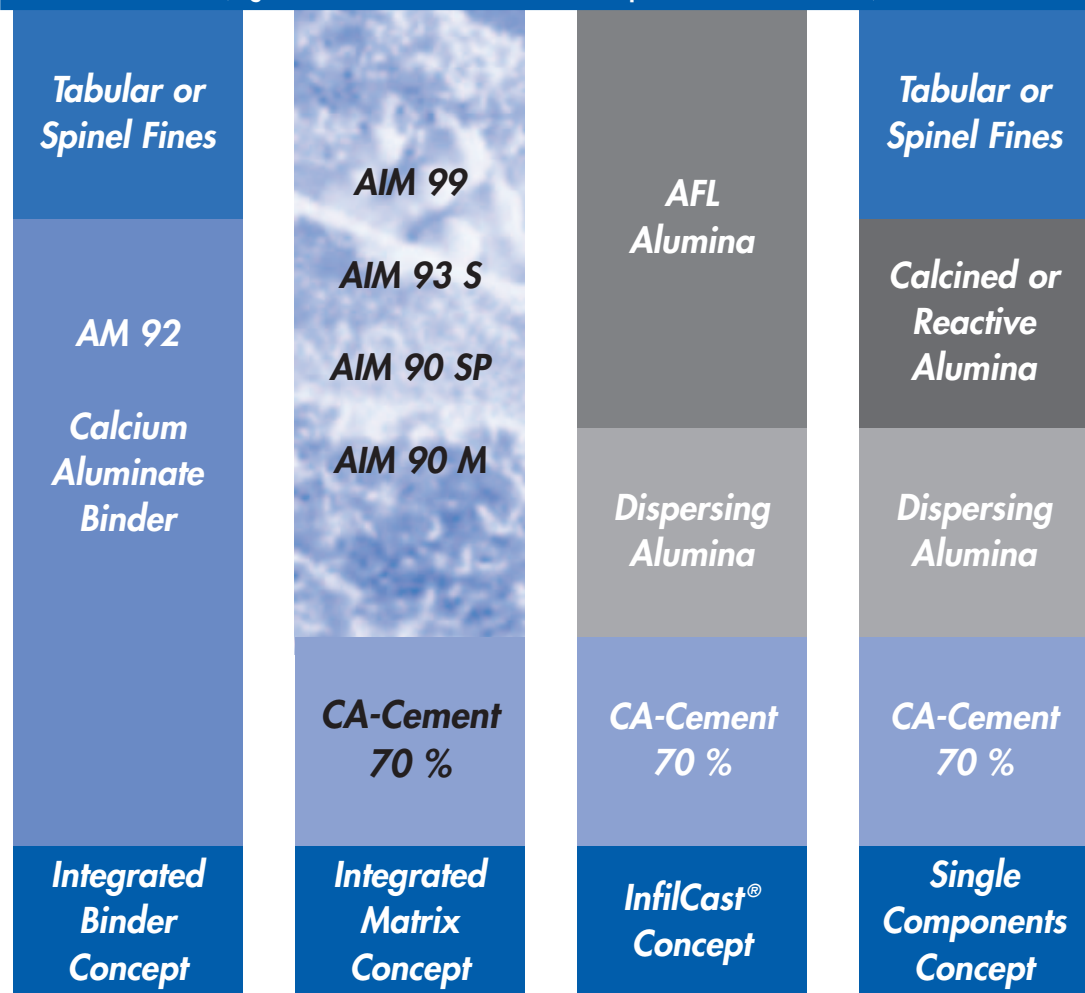 Tabular or
Spinel Fines
AM 92
Calcium
Aluminate
Binder
Integrated
Binder
Concept
AIM 99
AIM 93 S
AIM 90 SP
AIM 90 M
CA-Cement
70 %
Integrated
Matrix
Concept
AFL
Alumina
Dispersing
Alumina
CA-Cement
70 %
InfilCast®
Concept
Tabular or
Spinel Fines
Calcined or
Reactive
Alumina
Dispersing
Alumina
CA-Cement
70 %
Single
Components
Concept